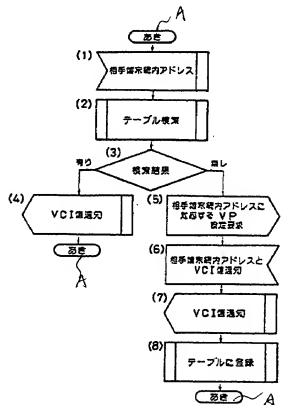 A
あき
(1)
相手端末網内アドレス
(2)
テーブル検索
(3)
検索結果
有り
無し
(4)
VCI値通知
(5)
相手端末網内アドレスに
対応するVP
設定要求
あき
A
(6)
相手端末網内アドレスと
VCI値通知
(7)
VCI値通知
(8)
テーブルに登録
あき
A